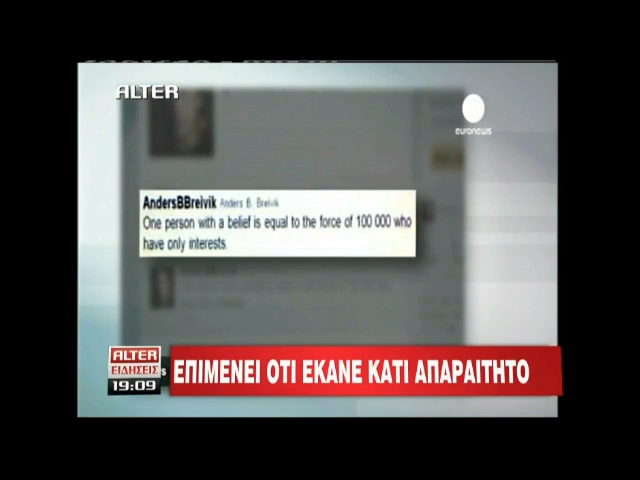 ALTER
euronews
AndersBBreivik Anders B. Breivik
One person with a belief is equal to the force of 100 000 who
have only interests.
ALTER
ΕΙΔΗΣΕΙΣ
19:09
ΕΠΙΜΕΝΕΙ ΟΤΙ ΕΚΑΝΕ ΚΑΤΙ ΑΠΑΡΑΙΤΗΤΟ